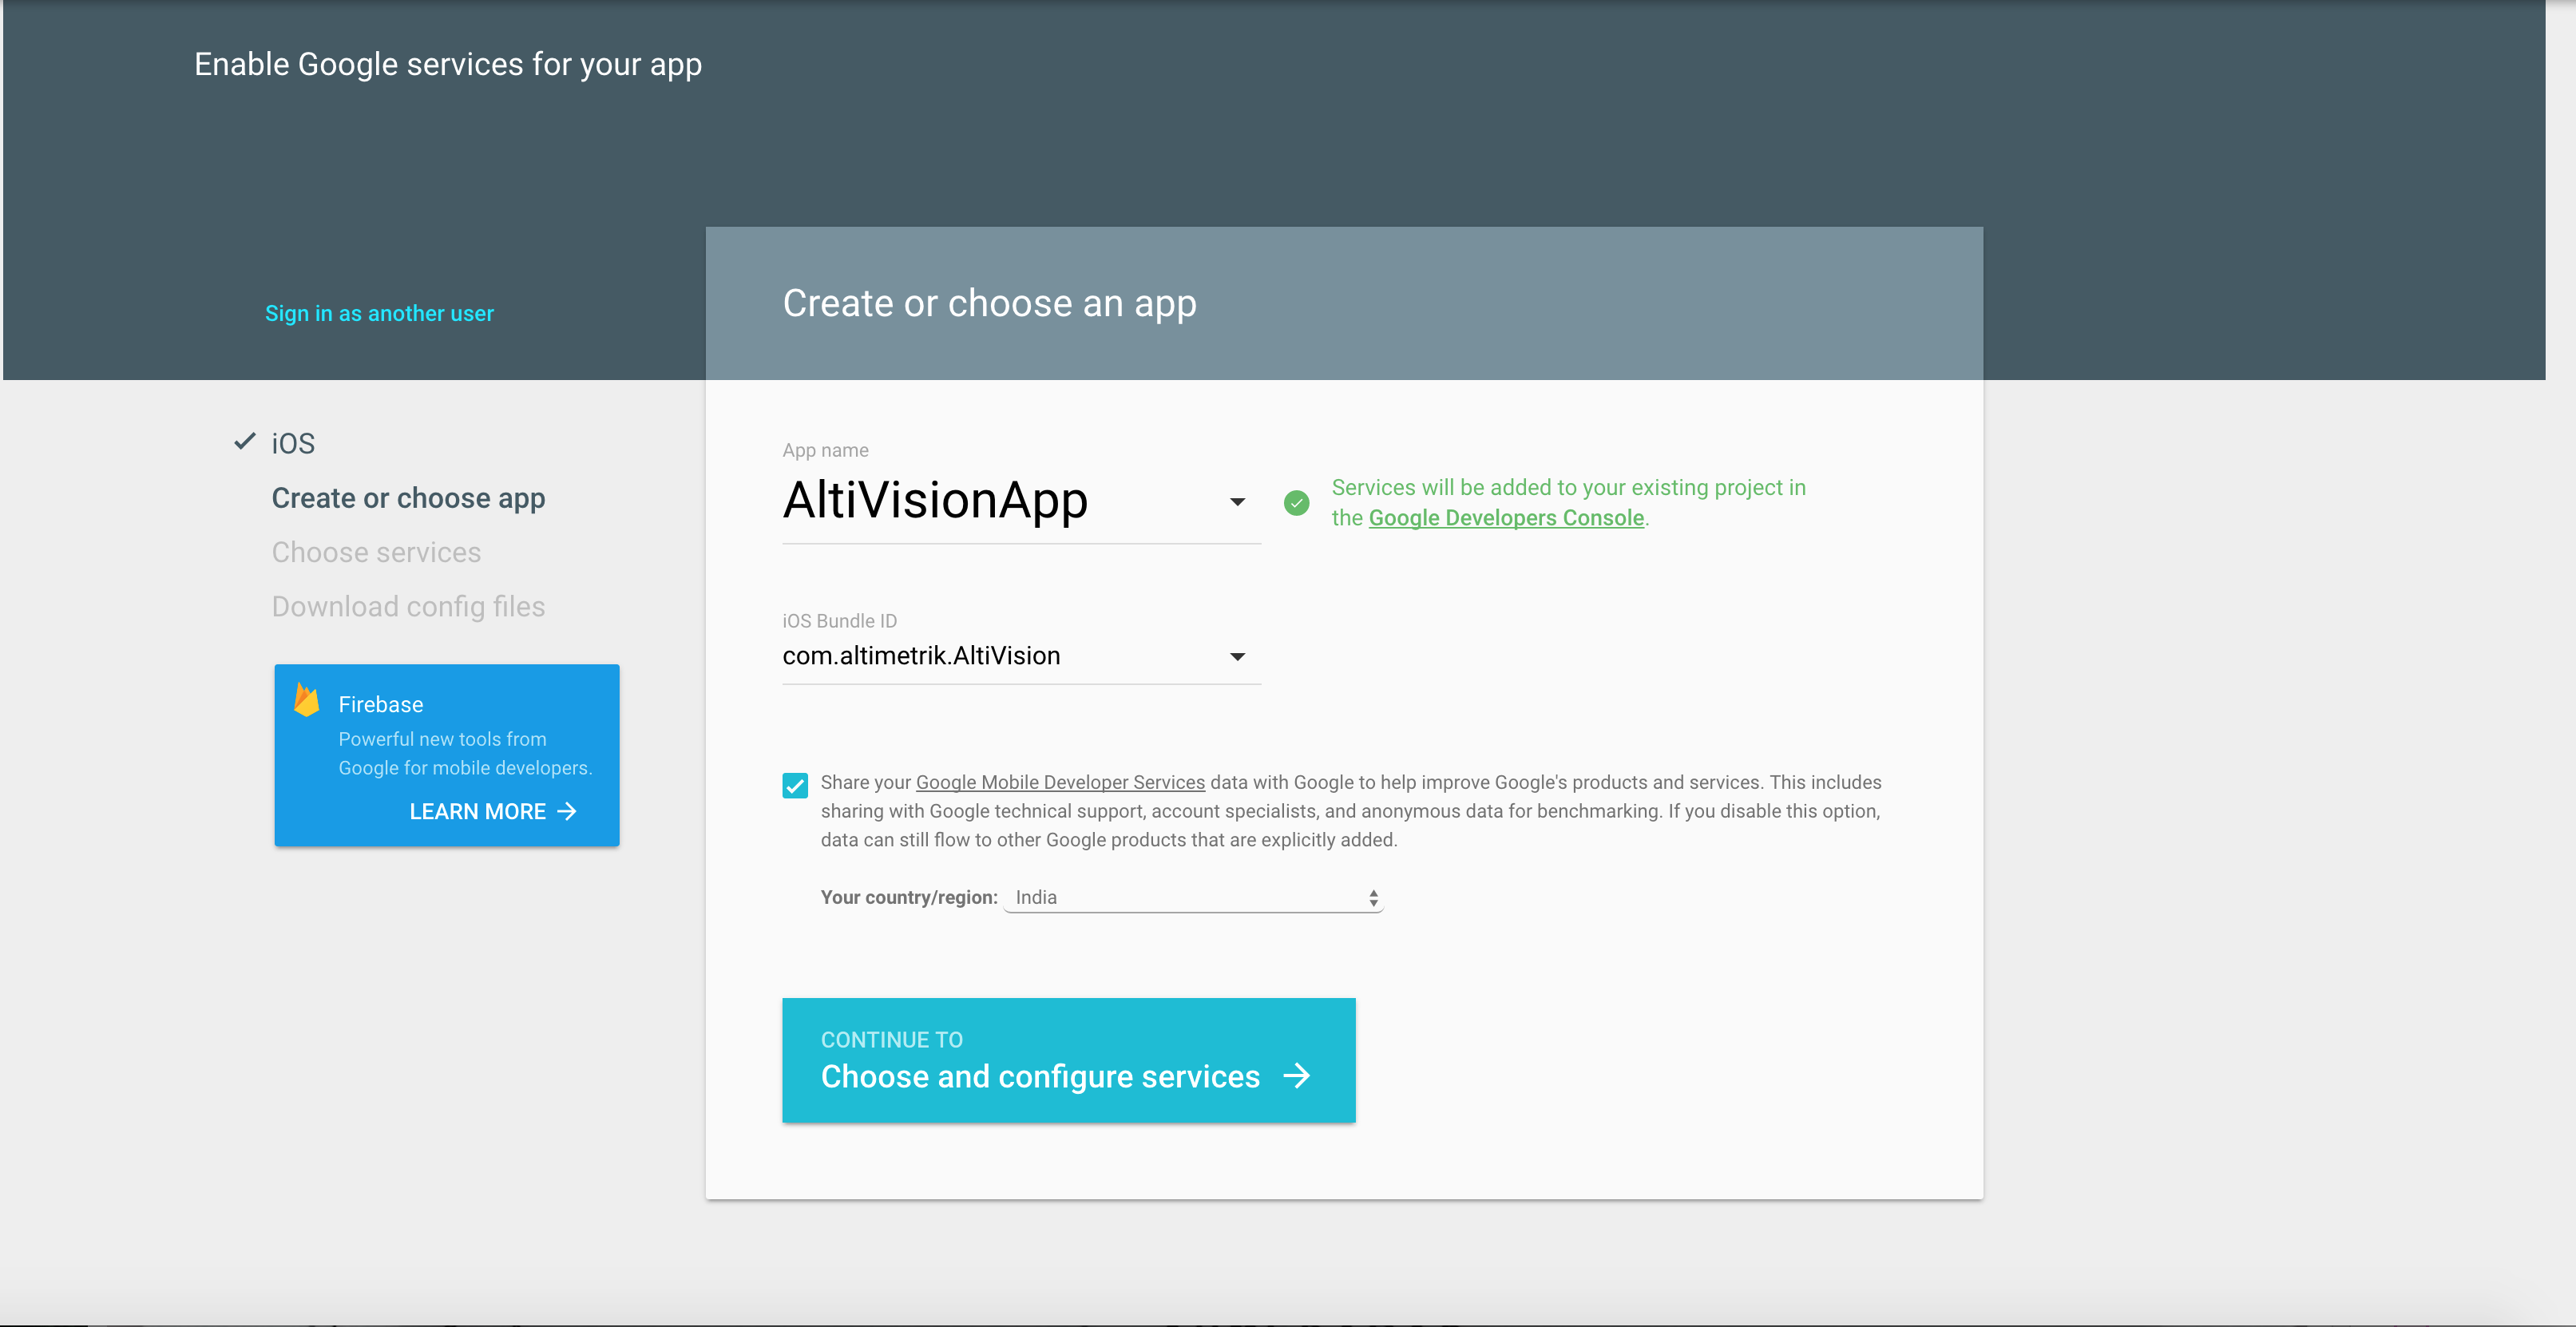 Enable Google services for your app
Sign in as another user
Create or choose an app
iOS
Create or choose app
Choose services
Download config files
Firebase
Powerful new tools from
Google for mobile developers.
LEARN MORE
App name
AltiVisionApp
Services will be added to your existing project in
the Google Developers Console.
iOS Bundle ID
com.altimetrik.AltiVision
Share your Google Mobile Developer Services data with Google to help improve Google's products and services. This includes
sharing with Google technical support, account specialists, and anonymous data for benchmarking. If you disable this option,
data can still flow to other Google products that are explicitly added.
Your country/region: India
CONTINUE TO
Choose and configure services